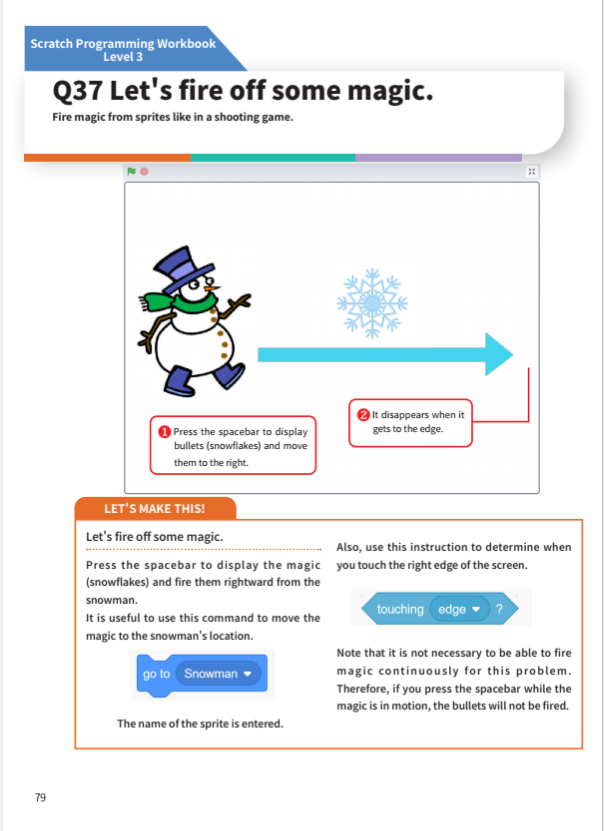 Scratch Programming Workbook
Level 3
Q37 Let's fire off some magic.
Fire magic from sprites like in a shooting game.
1 Press the spacebar to display
bullets (snowflakes) and move
them to the right.
2 It disappears when it
gets to the edge.
LET'S MAKE THIS!
Let's fire off some magic.
Press the spacebar to display the magic
(snowflakes) and fire them rightward from the
snowman.
It is useful to use this command to move the
magic to the snowman's location.
go to Snowman
The name of the sprite is entered.
Also, use this instruction to determine when
you touch the right edge of the screen.
touching edge ?
Note that it is not necessary to be able to fire
magic continuously for this problem.
Therefore, if you press the spacebar while the
magic is in motion, the bullets will not be fired.
79